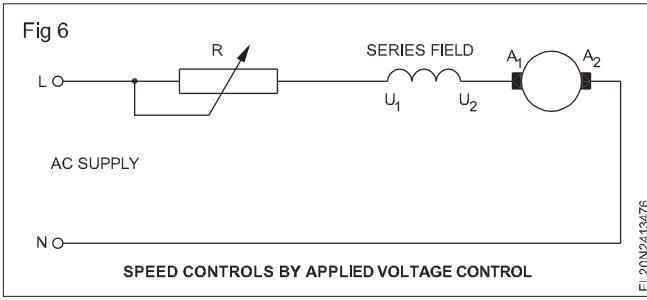 Fig 6
R
SERIES FIELD
A1
A2
L
U1
U2
AC SUPPLY
N
SPEED CONTROLS BY APPLIED VOLTAGE CONTROL
EL20N2413476